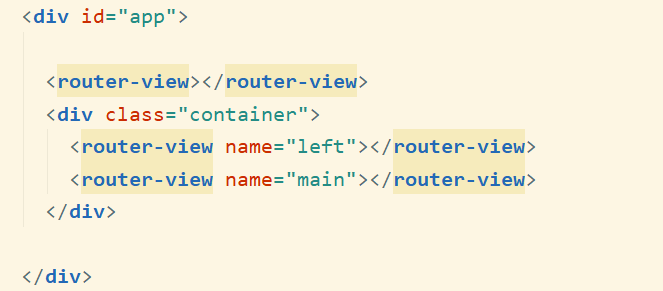 <div id="app">
<router-view></router-view>
<div class="container">
<router-view name="left"></router-view>
<router-view name="main"></router-view>
</div>
</div>